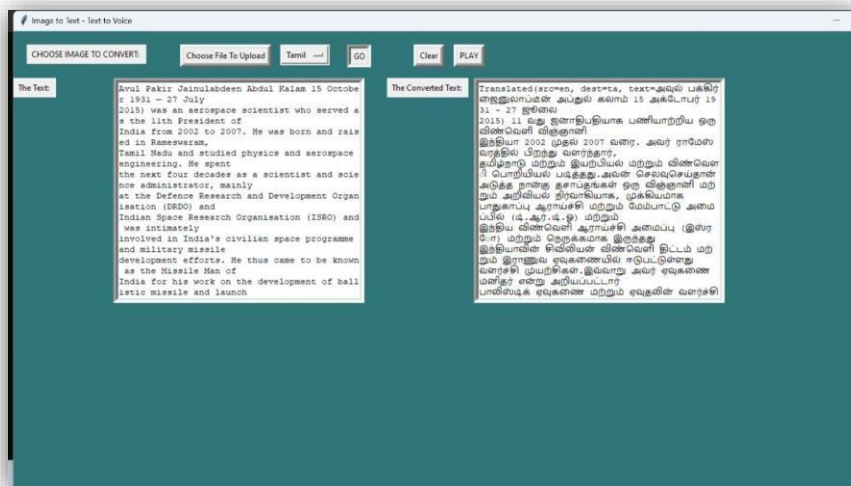 Image to Text - Text to Voice
CHOOSE IMAGE TO CONVERT:
Choose File To Upload
Tamil
GO
Clear
PLAY
The Text:
Avul Pakir Jainulabdeen Abdul Kalam 15 Octobe
r 1931 – 27 July
2015) was an aerospace scientist who served a
s the 11th President of
India from 2002 to 2007. He was born and rais
ed in Rameswaram,
Tamil Nadu and studied physics and aerospace
engineering. He spent
the next four decades as a scientist and scie
nce administrator, mainly
at the Defence Research and Development Organ
isation (DRDO) and
Indian Space Research Organisation (ISRO) and
was intimately
involved in India's civilian space programme
and military missile
development efforts. He thus came to be known
as the Missile Man of
India for his work on the development of ball
istic missile and launch
The Converted Text:
Translated(src=en, dest=ta, text=அவுல் பக்கிர்
ஜைனுலாப்டீன் அப்துல் கலாம் 15 அக்டோபர் 19
31 - 27 ஜூலை
2015) 11 வது ஜனாதிபதியாக பணியாற்றிய ஒரு
விண்வெளி விஞ்ஞானி
இந்தியா 2002 முதல் 2007 வரை. அவர் ராமேஸ்
வரத்தில் பிறந்து வளர்ந்தார்,
தமிழ்நாடு மற்றும் இயற்பியல் மற்றும் விண்வெள
ி பொறியியல் படித்தது.அவன் செலவுசெய்தான்
அடுத்த நான்கு தசாப்தங்கள் ஒரு விஞ்ஞானி மற்
றும் அறிவியல் நிர்வாகியாக, முக்கியமாக
பாதுகாப்பு ஆராய்ச்சி மற்றும் மேம்பாட்டு அமை
ப்பில் (டி.ஆர்.டி.ஓ) மற்றும்
இந்திய விண்வெளி ஆராய்ச்சி அமைப்பு (இஸ்ர
ோ) மற்றும் நெருக்கமாக இருந்தது
இந்தியாவின் சிவிலியன் விண்வெளி திட்டம் மற்
றும் இராணுவ ஏவுகணையில் ஈடுபட்டுள்ளது
வளர்ச்சி முயற்சிகள்.இவ்வாறு அவர் ஏவுகணை
மனிதர் என்று அறியப்பட்டார்
பாலிஸ்டிக் ஏவுகணை மற்றும் ஏவுதலின் வளர்ச்சி